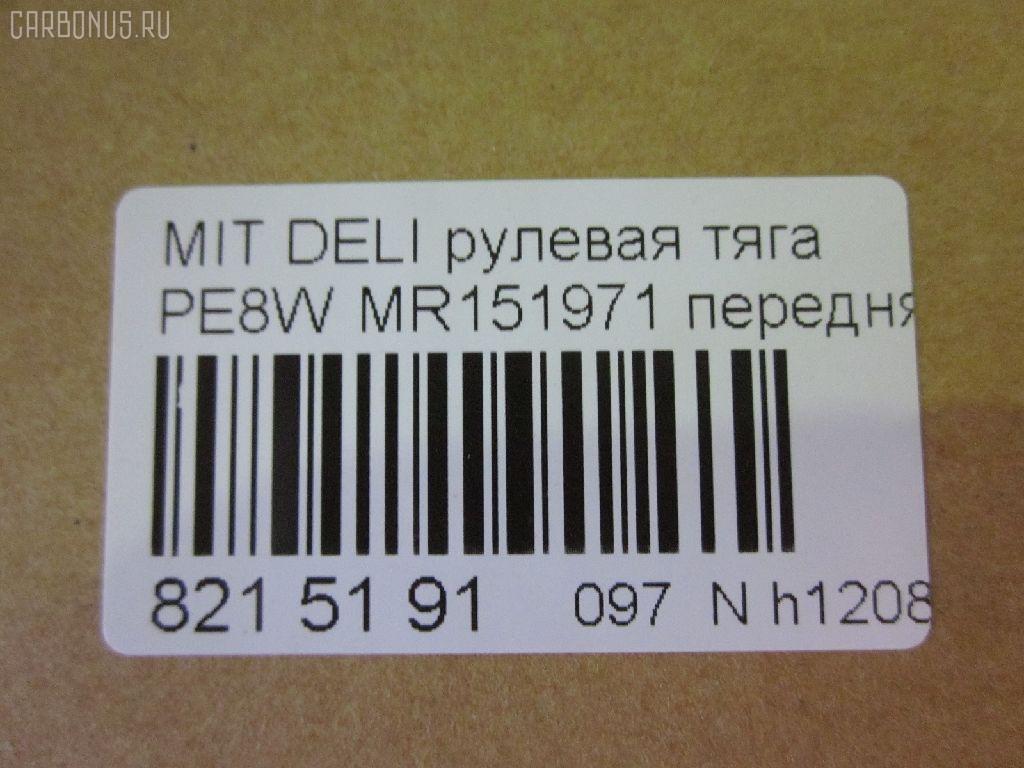 CARBONUS.RU
MIT DELI рулевая тяга
PE8W MR151971 передня
821 51 91 097 N h1208